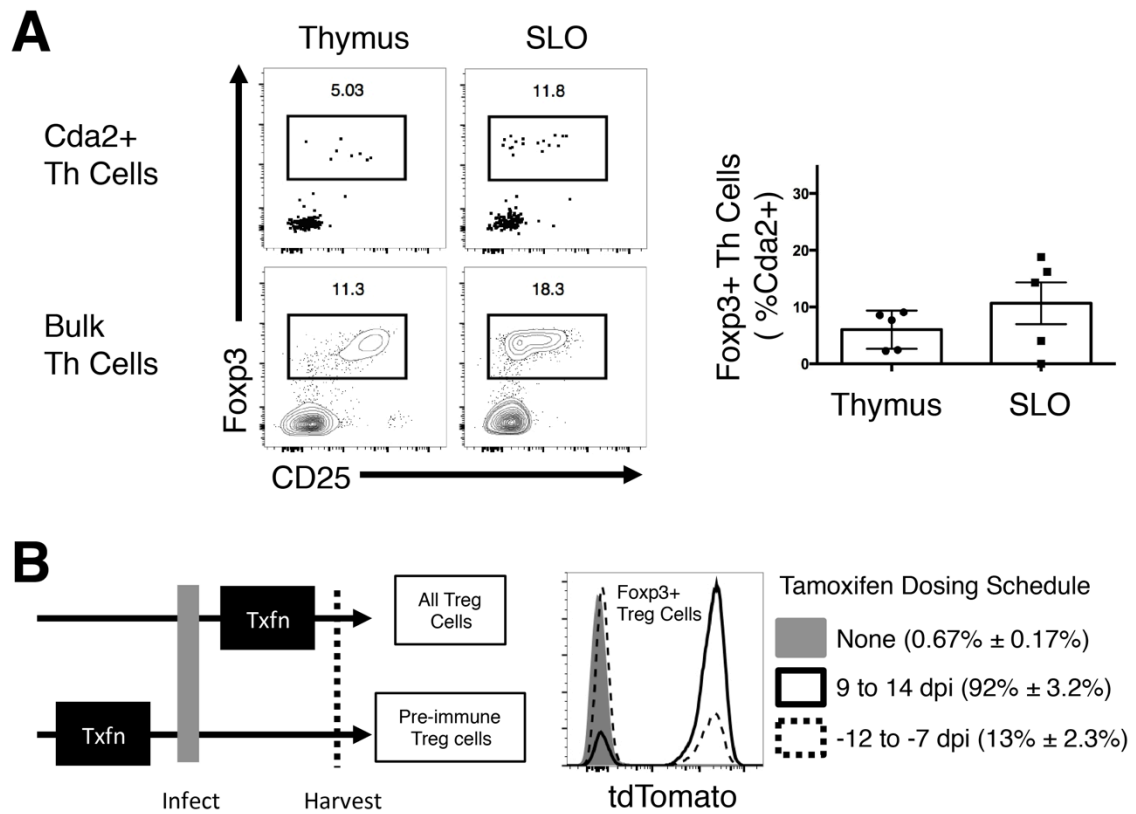 A
Thymus
SLO
Cda2+
Th Cells
5.03
11.8
Bulk
Th Cells
11.3
18.3
Foxp3
CD25
Foxp3+ Th Cells
( %Cda2+)
30
20
10
0
Thymus
SLO
B
Txfn
All Treg
Cells
Txfn
Pre-immune
Treg cells
Infect
Harvest
Foxp3+
Treg Cells
tdTomato
Tamoxifen Dosing Schedule
None (0.67% ± 0.17%)
9 to 14 dpi (92% ± 3.2%)
-12 to -7 dpi (13% ± 2.3%)